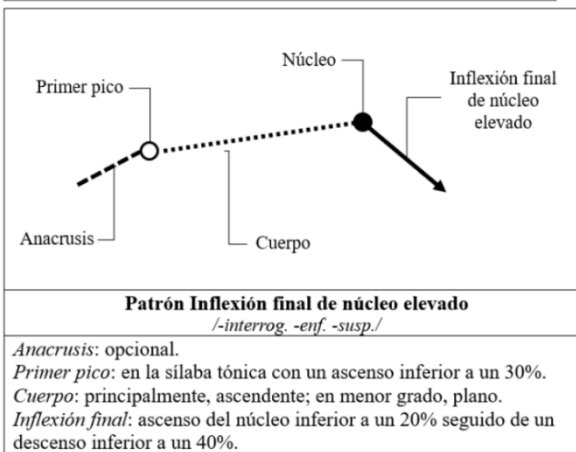 Núcleo
Primer pico
Inflexión final
de núcleo
elevado
Anacrusis
Cuerpo
Patrón Inflexión final de núcleo elevado
/-interrog. -enf. -susp./
Anacrusis: opcional.
Primer pico: en la sílaba tónica con un ascenso inferior a un 30%.
Cuerpo: principalmente, ascendente; en menor grado, plano.
Inflexión final: ascenso del núcleo inferior a un 20% seguido de un
descenso inferior a un 40%.